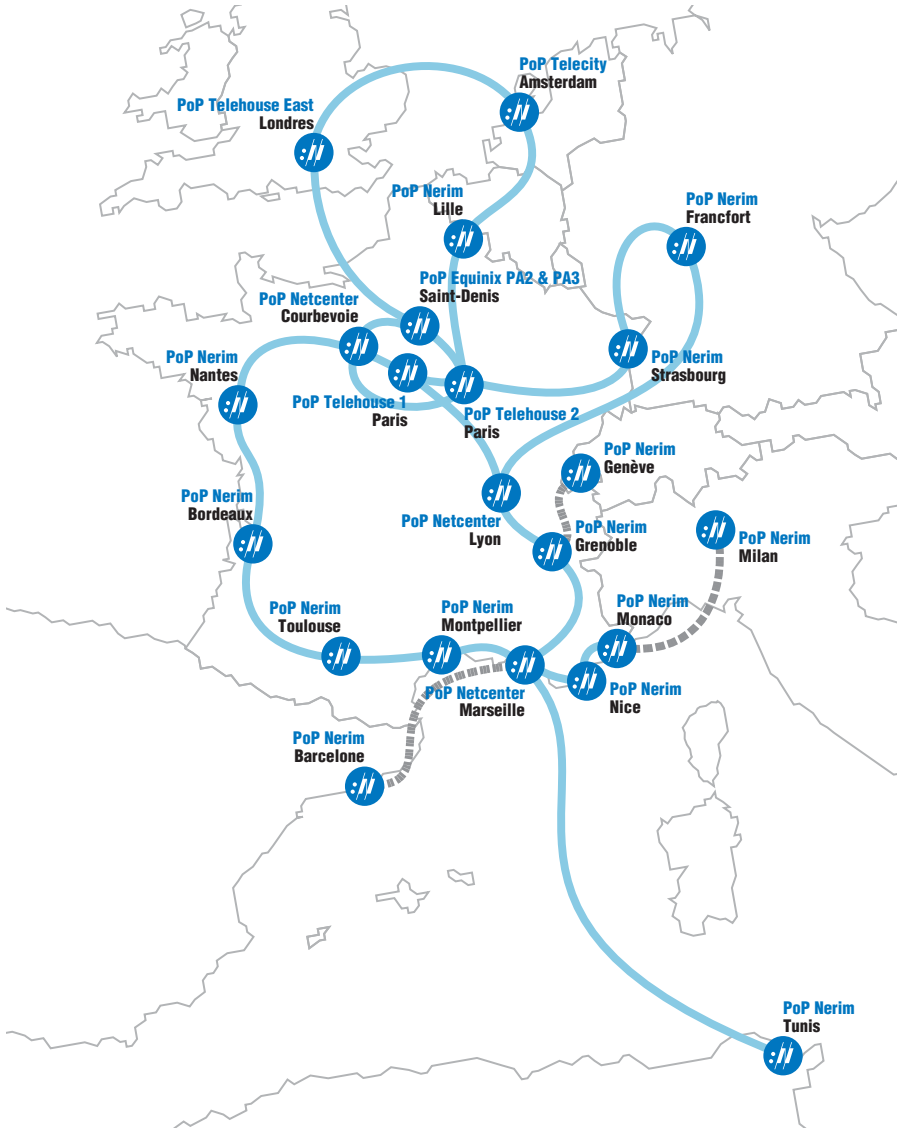 PoP Telecity
Amsterdam
PoP Telehouse East
Londres
PoP Nerim
Lille
PoP Nerim
Francfort
PoP Equinix PA2 & PA3
Saint-Denis
PoP Netcenter
Courbevoie
PoP Nerim
Nantes
PoP Nerim
Strasbourg
PoP Telehouse 1
Paris
PoP Telehouse 2
Paris
PoP Nerim
Genève
PoP Nerim
Bordeaux
PoP Netcenter
Lyon
PoP Nerim
Grenoble
PoP Nerim
Milan
PoP Nerim
Toulouse
PoP Nerim
Montpellier
PoP Nerim
Monaco
PoP Netcenter
Marseille
PoP Nerim
Nice
PoP Nerim
Barcelone
PoP Nerim
Tunis